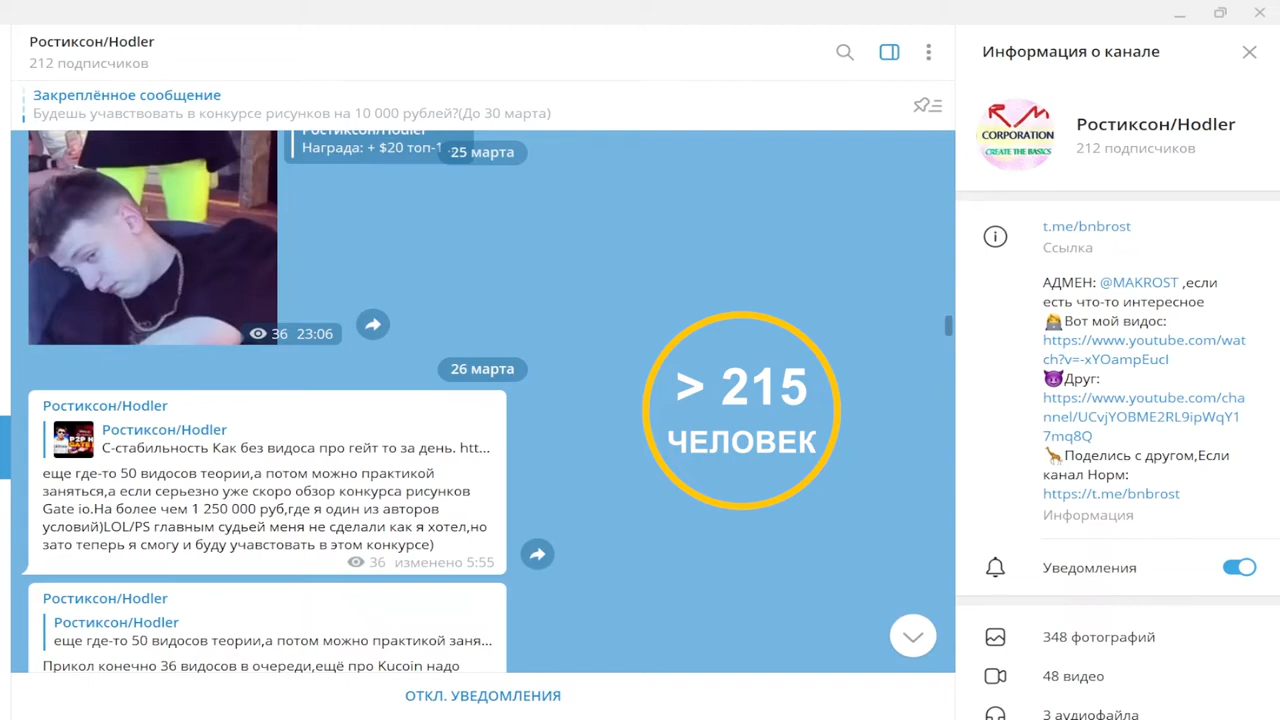 Ростиксон/Hodler
212 подписчиков
Закреплённое сообщение
Будешь учавствовать в конкурсе рисунков на 10 000 рублей?(До 30 марта)
Ростиксон/Hodler
Награда: + $20 топ-1
25 марта
36 23:06
26 марта
Ростиксон/Hodler
Ростиксон/Hodler
С-стабильность Как без видоса про гейт то за день. htt...
еще где-то 50 видосов теории,а потом можно практикой
заняться,а если серьезно уже скоро обзор конкурса рисунков
Gate io.На более чем 1 250 000 руб,где я один из авторов
условий)LOL/PS главным судьей меня не сделали как я хотел,но
зато теперь я смогу и буду учавстовать в этом конкурсе)
36 изменено 5:55
Ростиксон/Hodler
Ростиксон/Hodler
еще где-то 50 видосов теории,а потом можно практикой заня...
Прикол конечно 36 видосов в очереди,ещё про Kucoin надо
> 215
ЧЕЛОВЕК
ОТКЛ. УВЕДОМЛЕНИЯ
Информация о канале
RM
CORPORATION
CREATE THE BASICS
Ростиксон/Hodler
212 подписчиков
t.me/bnbrost
Ссылка
АДМЕН: @MAKROST ,если
есть что-то интересное
Вот мой видос:
https://www.youtube.com/wat
ch?v=-xYOampEucI
Друг:
https://www.youtube.com/cha
nnel/UCvjYOBME2RL9ipWqY1
7mq8Q
Поделись с другом,Если
канал Норм:
https://t.me/bnbrost
Информация
Уведомления
348 фотографий
48 видео
3 аудиофайла